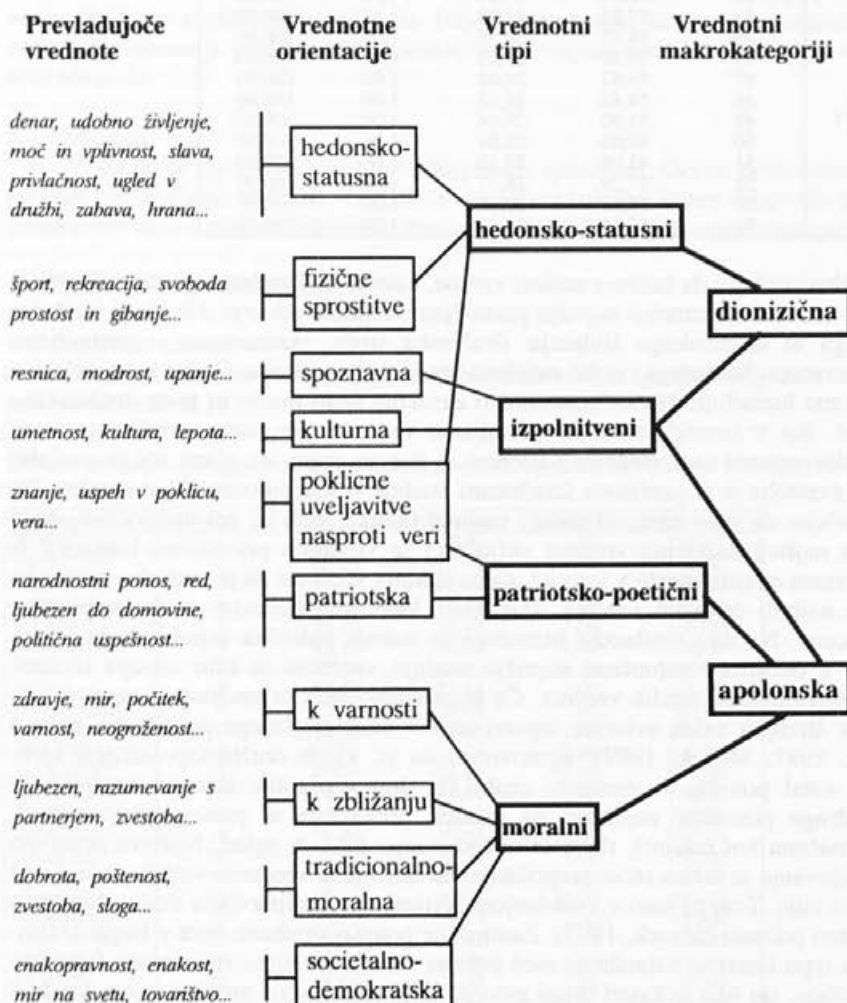 Prevladujoče
vrednote
Vrednotne
orientacije
Vrednotni
tipi
Vrednotni
makrokategoriji
denar, udobno življenje,
moč in vplivnost, slava,
privlačnost, ugled v
družbi, zabava, hrana...
hedonsko-
statusna
hedonsko-statusni
šport, rekreacija, svoboda
prostost in gibanje...
fizične
sprostitve
dionizična
resnica, modrost, upanje...
spoznavna
izpolnitveni
umetnost, kultura, lepota...
kulturna
znanje, uspeh v poklicu,
vera...
poklicne
uveljavitve
nasproti veri
narodnostni ponos, red,
ljubezen do domovine,
politična uspešnost...
patriotska
patriotsko-poetični
apolonska
zdravje, mir, počitek,
varnost, neogroženost...
k varnosti
ljubezen, razumevanje s
partnerjem, zvestoba...
k zbližanju
moralni
dobrota, poštenost,
zvestoba, sloga...
tradicionalno-
moralna
enakopravnost, enakost,
mir na svetu, tovarištvo...
societalno-
demokratska